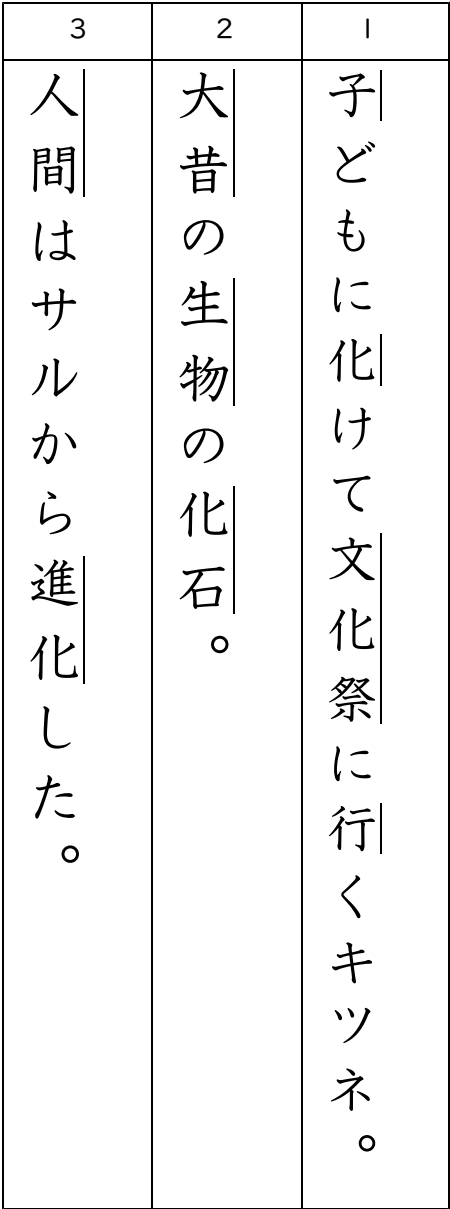 1
子どもに化けて文化祭に行くキツネ。
2
大昔の生物の化石。
3
人間はサルから進化した。